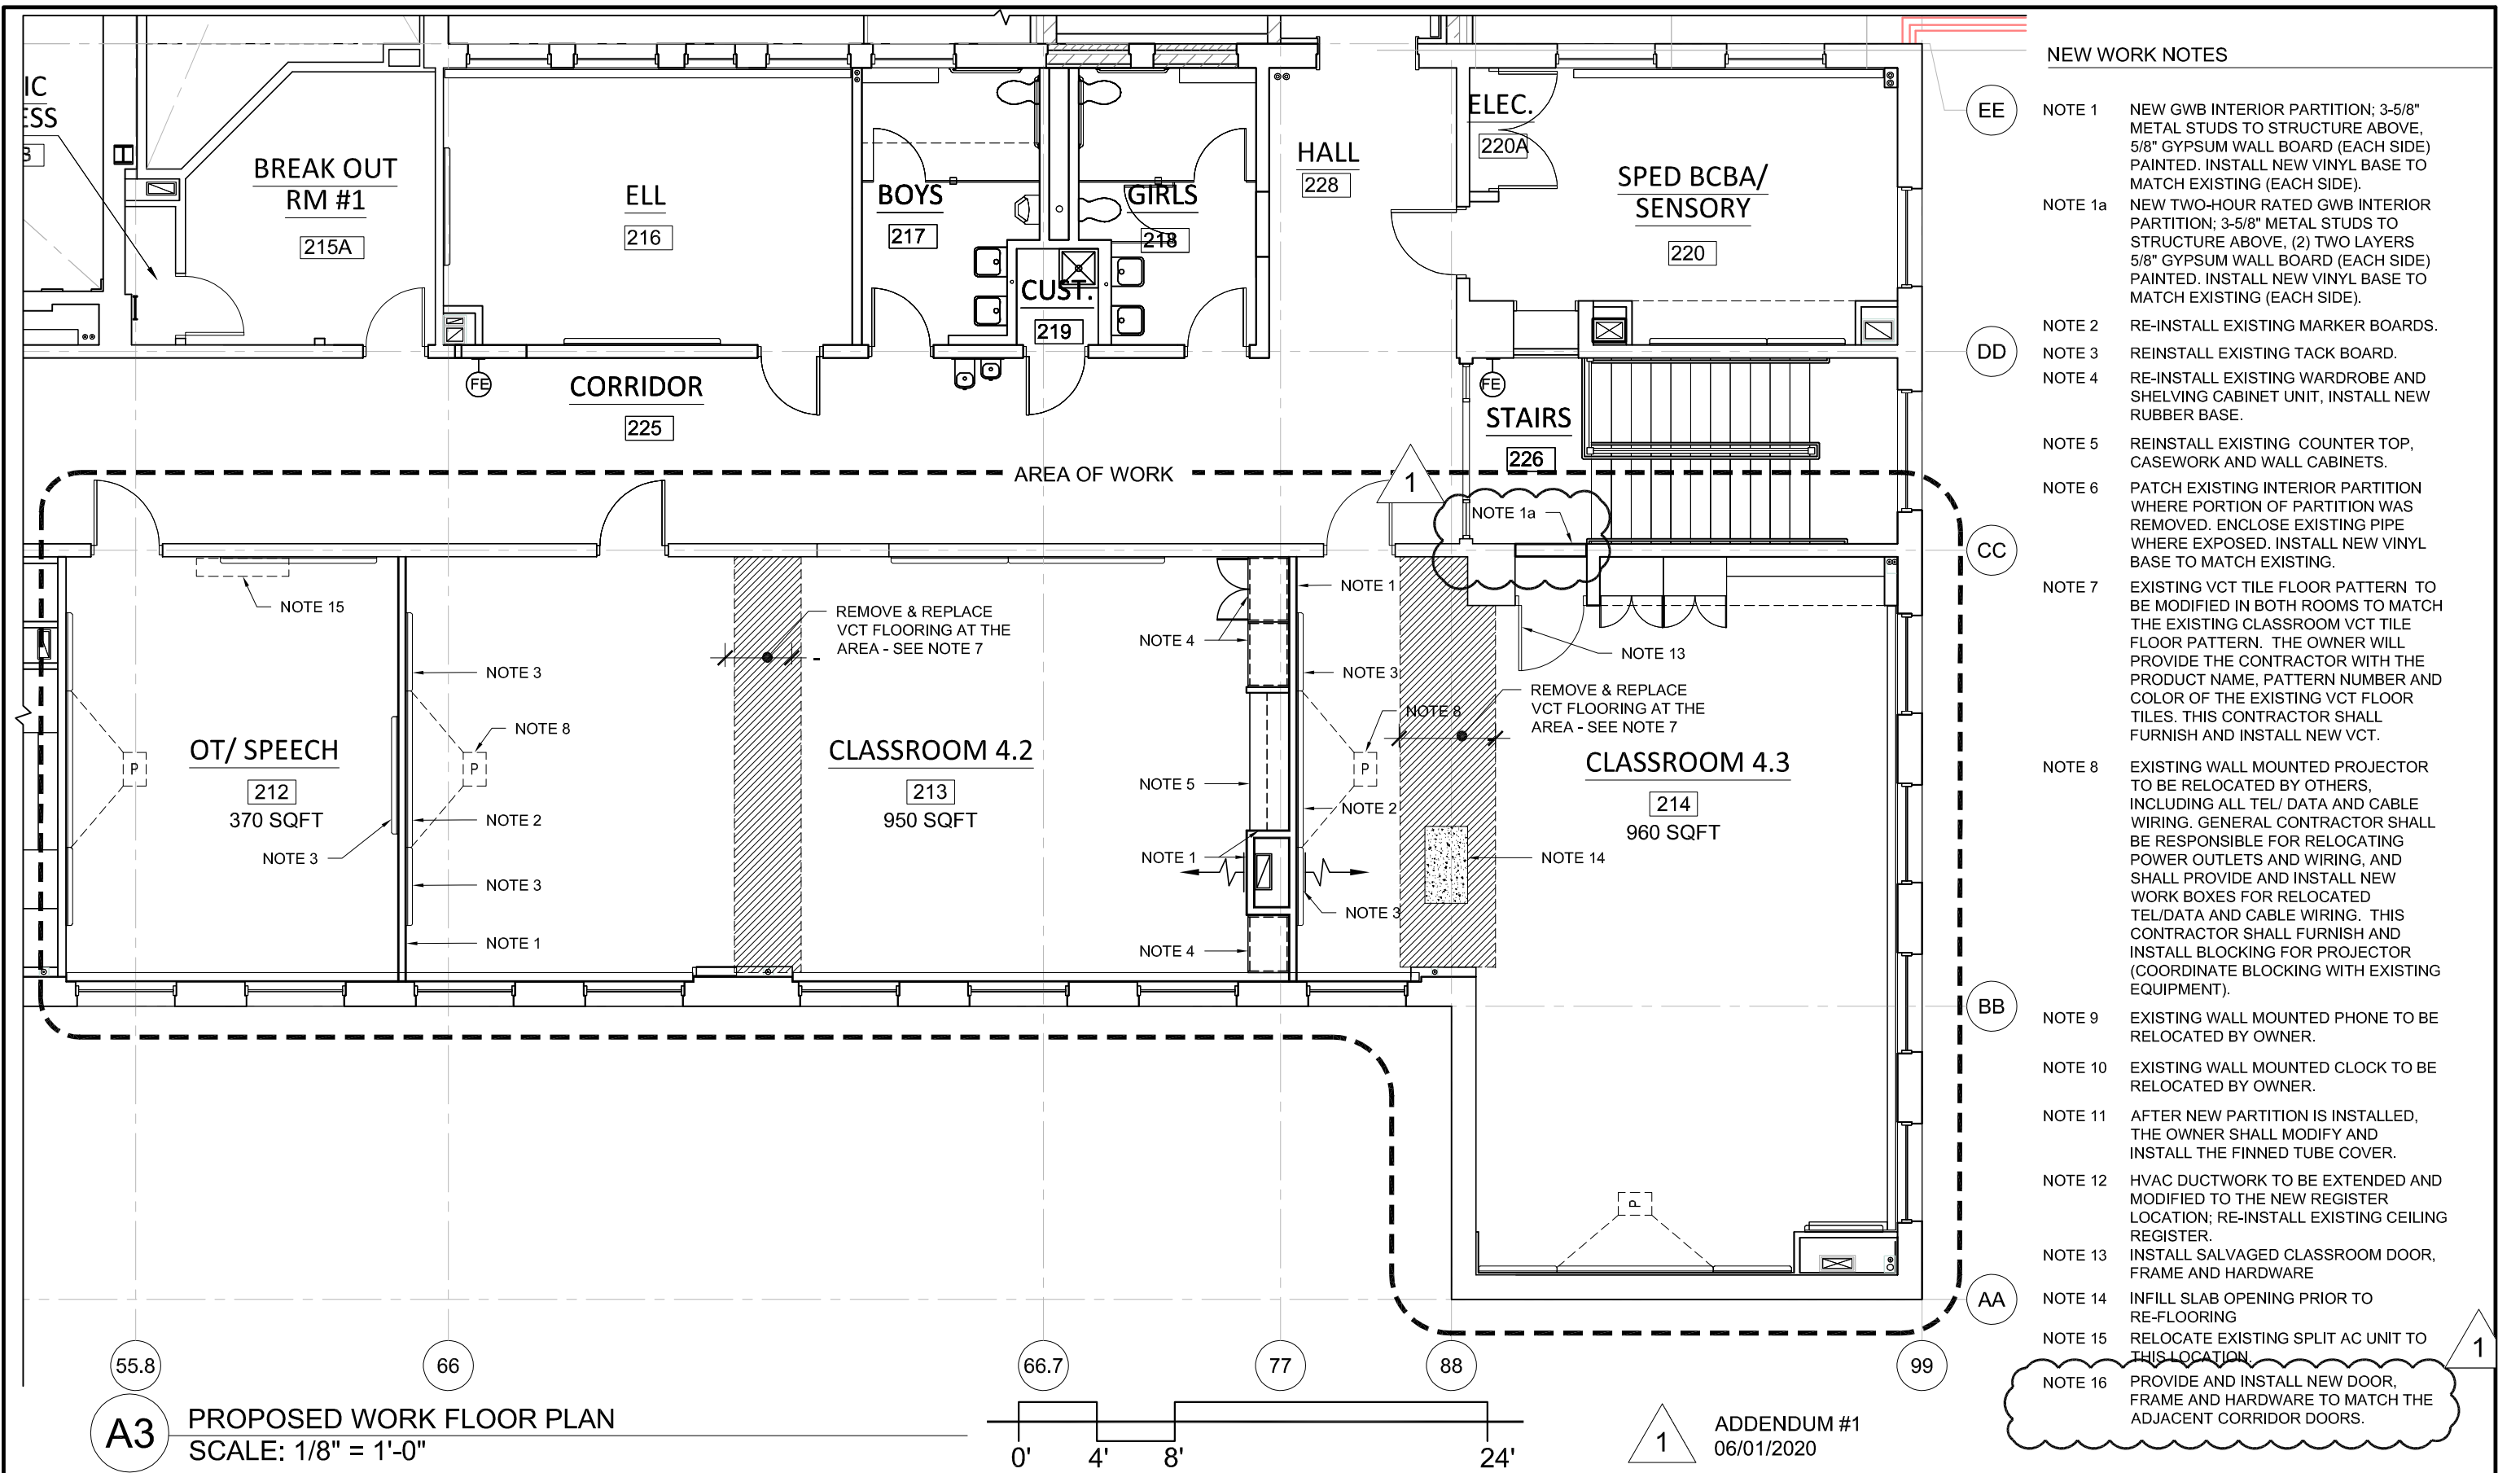 IC
ESS
BREAK OUT
RM #1
215A
ELL
216
BOYS
217
GIRLS
218
CUST.
219
HALL
228
ELEC.
220A
SPED BCBA/
SENSORY
220
FE
CORRIDOR
225
FE
STAIRS
226
AREA OF WORK
1
NOTE 1a
NOTE 15
NOTE 3
NOTE 8
P
P
OT/ SPEECH
212
370 SQFT
NOTE 2
NOTE 3
NOTE 3
NOTE 1
REMOVE & REPLACE
VCT FLOORING AT THE
AREA - SEE NOTE 7
CLASSROOM 4.2
213
950 SQFT
NOTE 4
NOTE 5
NOTE 1
NOTE 4
NOTE 1
NOTE 3
NOTE 8
P
NOTE 2
NOTE 3
NOTE 13
REMOVE & REPLACE
VCT FLOORING AT THE
AREA - SEE NOTE 7
CLASSROOM 4.3
214
960 SQFT
NOTE 14
P
EE
DD
CC
BB
AA
55.8
66
66.7
77
88
99
NEW WORK NOTES
NOTE 1 NEW GWB INTERIOR PARTITION; 3-5/8"
METAL STUDS TO STRUCTURE ABOVE,
5/8" GYPSUM WALL BOARD (EACH SIDE)
PAINTED. INSTALL NEW VINYL BASE TO
MATCH EXISTING (EACH SIDE).
NOTE 1a NEW TWO-HOUR RATED GWB INTERIOR
PARTITION; 3-5/8" METAL STUDS TO
STRUCTURE ABOVE, (2) TWO LAYERS
5/8" GYPSUM WALL BOARD (EACH SIDE)
PAINTED. INSTALL NEW VINYL BASE TO
MATCH EXISTING (EACH SIDE).
NOTE 2 RE-INSTALL EXISTING MARKER BOARDS.
NOTE 3 REINSTALL EXISTING TACK BOARD.
NOTE 4 RE-INSTALL EXISTING WARDROBE AND
SHELVING CABINET UNIT, INSTALL NEW
RUBBER BASE.
NOTE 5 REINSTALL EXISTING COUNTER TOP,
CASEWORK AND WALL CABINETS.
NOTE 6 PATCH EXISTING INTERIOR PARTITION
WHERE PORTION OF PARTITION WAS
REMOVED. ENCLOSE EXISTING PIPE
WHERE EXPOSED. INSTALL NEW VINYL
BASE TO MATCH EXISTING.
NOTE 7 EXISTING VCT TILE FLOOR PATTERN TO
BE MODIFIED IN BOTH ROOMS TO MATCH
THE EXISTING CLASSROOM VCT TILE
FLOOR PATTERN. THE OWNER WILL
PROVIDE THE CONTRACTOR WITH THE
PRODUCT NAME, PATTERN NUMBER AND
COLOR OF THE EXISTING VCT FLOOR
TILES. THIS CONTRACTOR SHALL
FURNISH AND INSTALL NEW VCT.
NOTE 8 EXISTING WALL MOUNTED PROJECTOR
TO BE RELOCATED BY OTHERS,
INCLUDING ALL TEL/ DATA AND CABLE
WIRING. GENERAL CONTRACTOR SHALL
BE RESPONSIBLE FOR RELOCATING
POWER OUTLETS AND WIRING, AND
SHALL PROVIDE AND INSTALL NEW
WORK BOXES FOR RELOCATED
TEL/DATA AND CABLE WIRING. THIS
CONTRACTOR SHALL FURNISH AND
INSTALL BLOCKING FOR PROJECTOR
(COORDINATE BLOCKING WITH EXISTING
EQUIPMENT).
NOTE 9 EXISTING WALL MOUNTED PHONE TO BE
RELOCATED BY OWNER.
NOTE 10 EXISTING WALL MOUNTED CLOCK TO BE
RELOCATED BY OWNER.
NOTE 11 AFTER NEW PARTITION IS INSTALLED,
THE OWNER SHALL MODIFY AND
INSTALL THE FINNED TUBE COVER.
NOTE 12 HVAC DUCTWORK TO BE EXTENDED AND
MODIFIED TO THE NEW REGISTER
LOCATION; RE-INSTALL EXISTING CEILING
REGISTER.
NOTE 13 INSTALL SALVAGED CLASSROOM DOOR,
FRAME AND HARDWARE
NOTE 14 INFILL SLAB OPENING PRIOR TO
RE-FLOORING
NOTE 15 RELOCATE EXISTING SPLIT AC UNIT TO
THIS LOCATION.
1
NOTE 16 PROVIDE AND INSTALL NEW DOOR,
FRAME AND HARDWARE TO MATCH THE
ADJACENT CORRIDOR DOORS.
A3
PROPOSED WORK FLOOR PLAN
SCALE: 1/8" = 1'-0"
0' 4' 8' 24'
1
ADDENDUM #1
06/01/2020